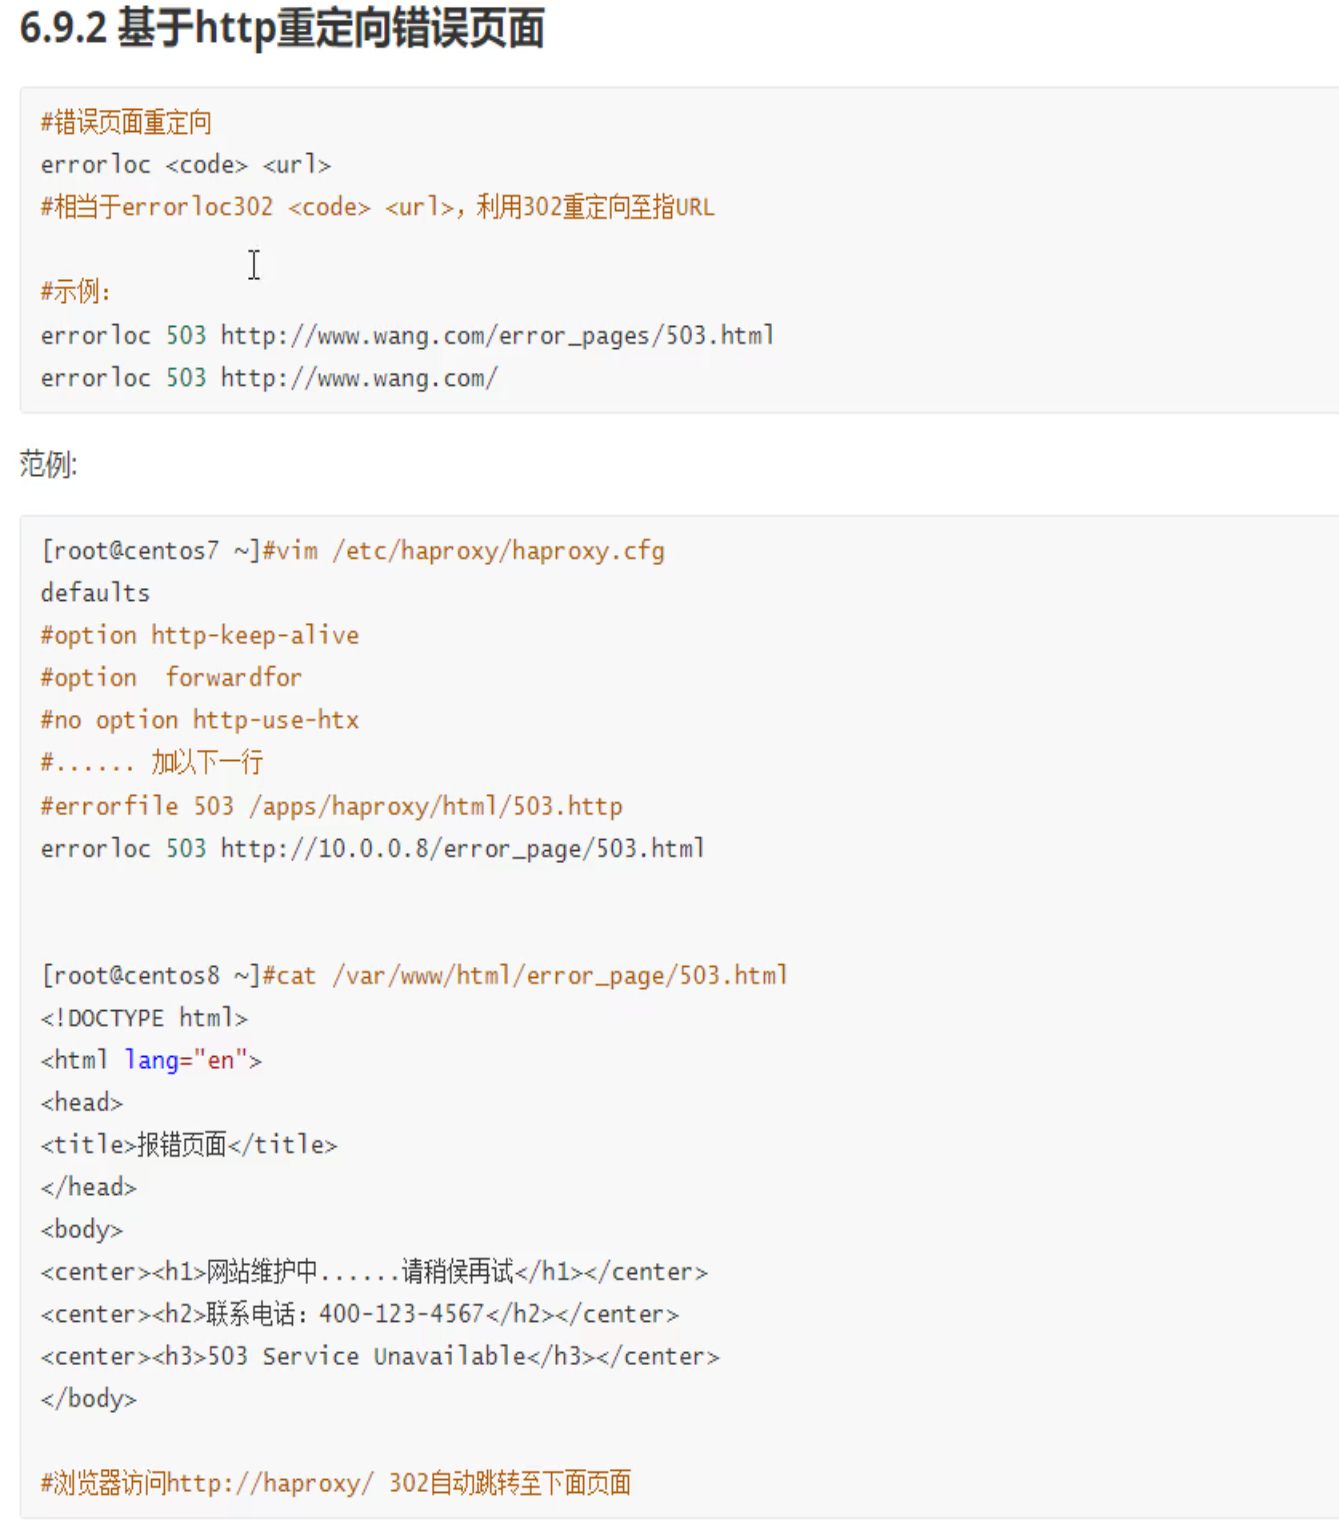 6.9.2 基于http重定向错误页面
#错误页面重定向
errorloc <code> <url>
#相当于errorloc302 <code> <url>，利用302重定向至指URL
#示例：
errorloc 503 http://www.wang.com/error_pages/503.html
errorloc 503 http://www.wang.com/
范例:
[root@centos7 ~]#vim /etc/haproxy/haproxy.cfg
defaults
#option http-keep-alive
#option  forwardfor
#no option http-use-htx
#...... 加以下一行
#errorfile 503 /apps/haproxy/html/503.http
errorloc 503 http://10.0.0.8/error_page/503.html
[root@centos8 ~]#cat /var/www/html/error_page/503.html
<!DOCTYPE html>
<html lang="en">
<head>
<title>报错页面</title>
</head>
<body>
<center><h1>网站维护中......请稍侯再试</h1></center>
<center><h2>联系电话：400-123-4567</h2></center>
<center><h3>503 Service Unavailable</h3></center>
</body>
#浏览器访问http://haproxy/ 302自动跳转至下面页面